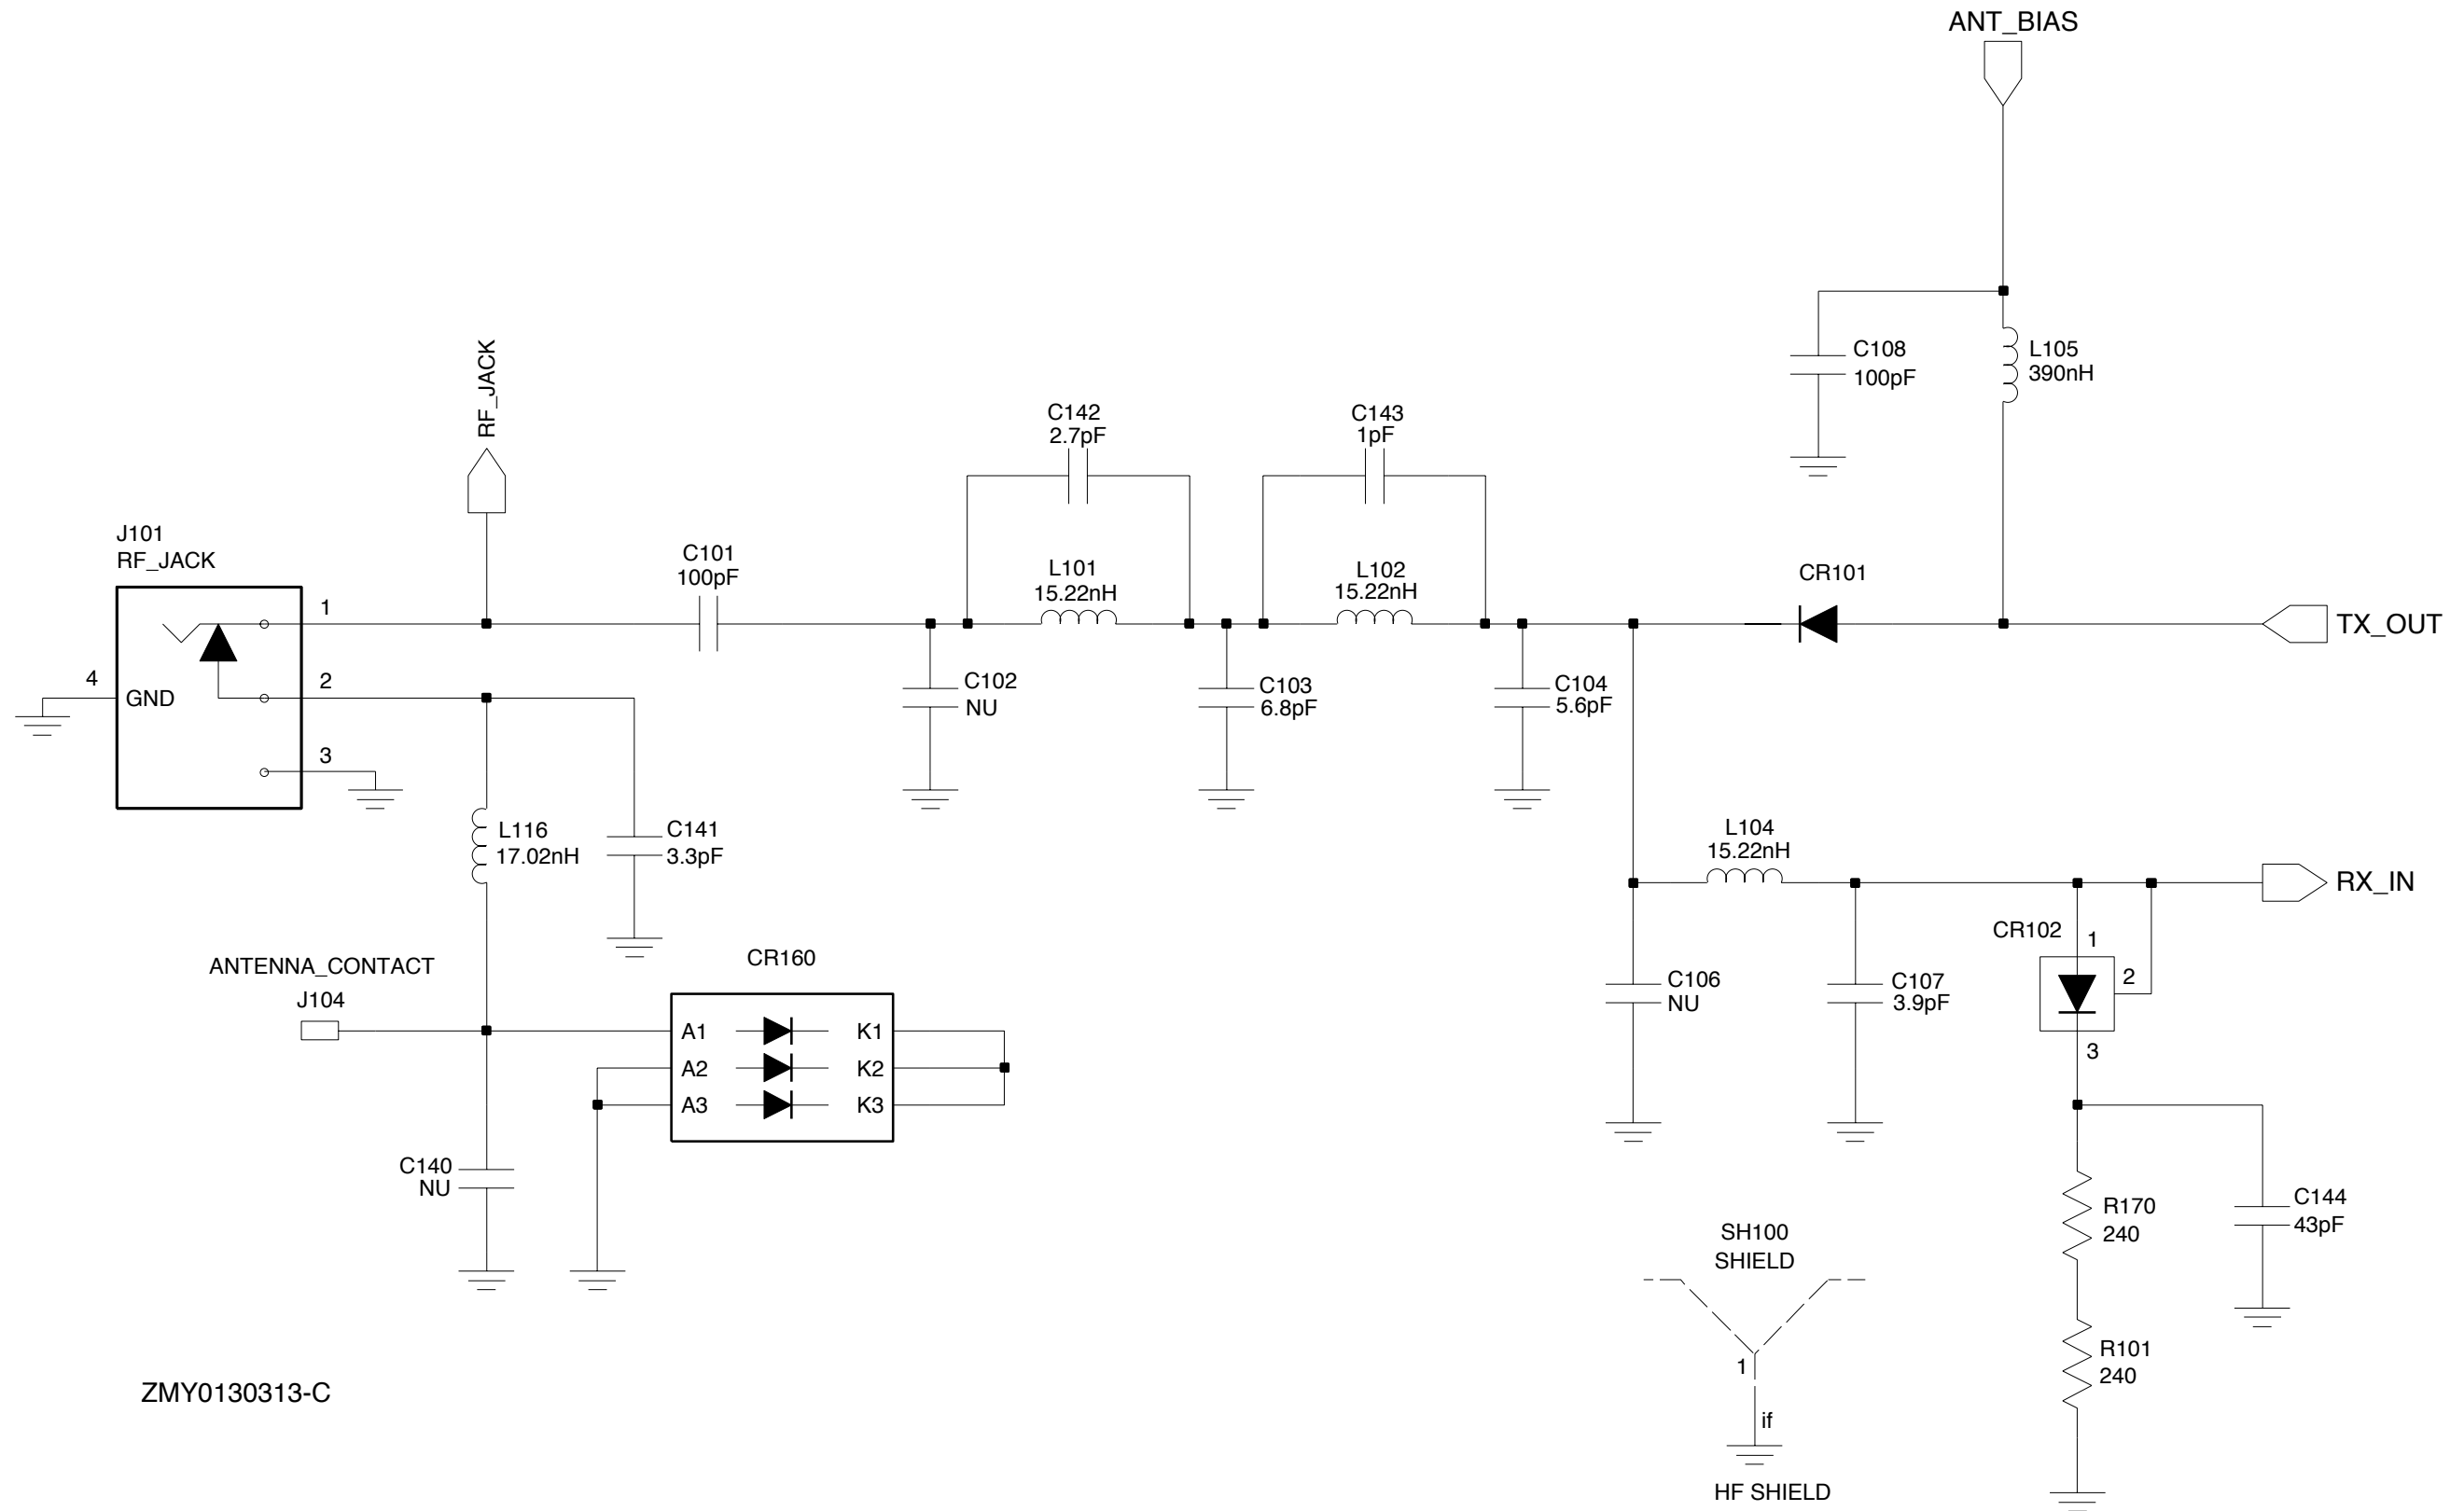 ANT_BIAS
C108
100pF
L105
390nH
RF_JACK
C142
2.7pF
C143
1pF
J101
RF_JACK
C101
100pF
L101
15.22nH
L102
15.22nH
CR101
TX_OUT
1
4
GND
2
3
C102
NU
C103
6.8pF
C104
5.6pF
L116
17.02nH
C141
3.3pF
L104
15.22nH
RX_IN
ANTENNA_CONTACT
J104
CR160
A1
K1
A2
K2
A3
K3
C106
NU
C107
3.9pF
CR102
1
2
3
C140
NU
R170
240
C144
43pF
SH100
SHIELD
1
if
HF SHIELD
R101
240
ZMY0130313-C